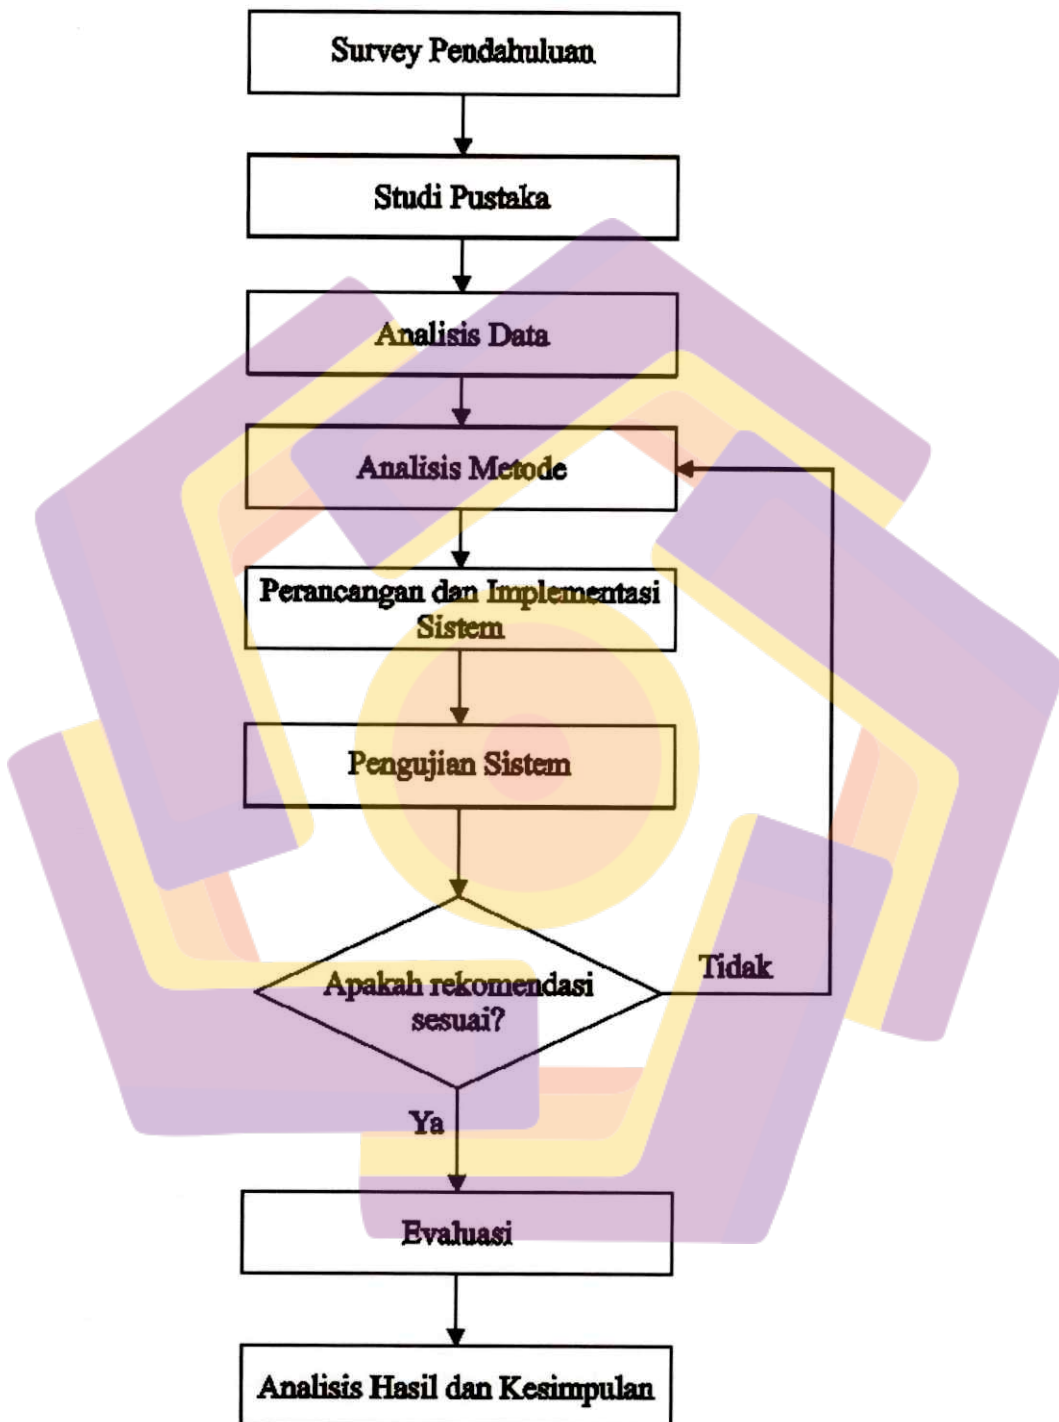 Survey Pendahuluan
Studi Pustaka
Analisis Data
Analisis Metode
Perancangan dan Implementasi
Sistem
Pengujian Sistem
Apakah rekomendasi
sesuai?
Tidak
Ya
Evaluasi
Analisis Hasil dan Kesimpulan